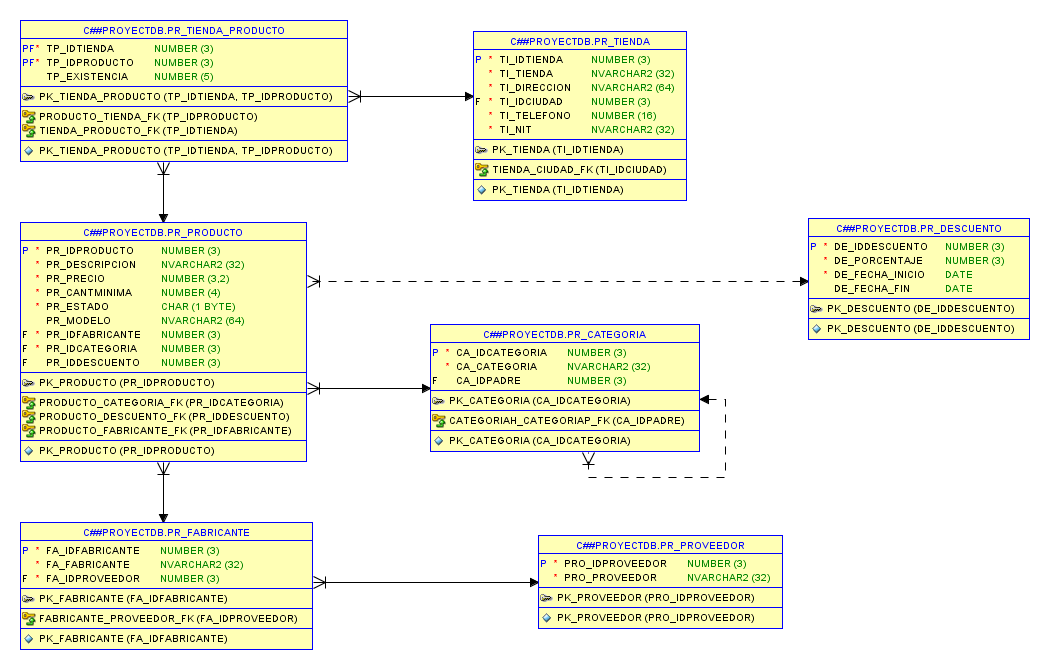 C##PROYECTDB.PR_TIENDA_PRODUCTO
PF* TP_IDTIENDA NUMBER (3)
PF* TP_IDPRODUCTO NUMBER (3)
TP_EXISTENCIA NUMBER (5)
PK_TIENDA_PRODUCTO (TP_IDTIENDA, TP_IDPRODUCTO)
PRODUCTO_TIENDA_FK (TP_IDPRODUCTO)
TIENDA_PRODUCTO_FK (TP_IDTIENDA)
PK_TIENDA_PRODUCTO (TP_IDTIENDA, TP_IDPRODUCTO)
C##PROYECTDB.PR_TIENDA
P * TI_IDTIENDA NUMBER (3)
* TI_TIENDA NVARCHAR2 (32)
* TI_DIRECCION NVARCHAR2 (64)
F * TI_IDCIUDAD NUMBER (3)
* TI_TELEFONO NUMBER (16)
* TI_NIT NVARCHAR2 (32)
PK_TIENDA (TI_IDTIENDA)
TIENDA_CIUDAD_FK (TI_IDCIUDAD)
PK_TIENDA (TI_IDTIENDA)
C##PROYECTDB.PR_PRODUCTO
P * PR_IDPRODUCTO NUMBER (3)
* PR_DESCRIPCION NVARCHAR2 (32)
* PR_PRECIO NUMBER (3,2)
* PR_CANTMINIMA NUMBER (4)
* PR_ESTADO CHAR (1 BYTE)
PR_MODELO NVARCHAR2 (64)
F * PR_IDFABRICANTE NUMBER (3)
F * PR_IDCATEGORIA NUMBER (3)
F PR_IDDESCUENTO NUMBER (3)
PK_PRODUCTO (PR_IDPRODUCTO)
PRODUCTO_CATEGORIA_FK (PR_IDCATEGORIA)
PRODUCTO_DESCUENTO_FK (PR_IDDESCUENTO)
PRODUCTO_FABRICANTE_FK (PR_IDFABRICANTE)
PK_PRODUCTO (PR_IDPRODUCTO)
C##PROYECTDB.PR_DESCUENTO
P * DE_IDDESCUENTO NUMBER (3)
* DE_PORCENTAJE NUMBER (3)
* DE_FECHA_INICIO DATE
DE_FECHA_FIN DATE
PK_DESCUENTO (DE_IDDESCUENTO)
PK_DESCUENTO (DE_IDDESCUENTO)
C##PROYECTDB.PR_CATEGORIA
P * CA_IDCATEGORIA NUMBER (3)
* CA_CATEGORIA NVARCHAR2 (32)
F CA_IDPADRE NUMBER (3)
PK_CATEGORIA (CA_IDCATEGORIA)
CATEGORIAH_CATEGORIAP_FK (CA_IDPADRE)
PK_CATEGORIA (CA_IDCATEGORIA)
C##PROYECTDB.PR_FABRICANTE
P * FA_IDFABRICANTE NUMBER (3)
* FA_FABRICANTE NVARCHAR2 (32)
F * FA_IDPROVEEDOR NUMBER (3)
PK_FABRICANTE (FA_IDFABRICANTE)
FABRICANTE_PROVEEDOR_FK (FA_IDPROVEEDOR)
PK_FABRICANTE (FA_IDFABRICANTE)
C##PROYECTDB.PR_PROVEEDOR
P * PRO_IDPROVEEDOR NUMBER (3)
* PRO_PROVEEDOR NVARCHAR2 (32)
PK_PROVEEDOR (PRO_IDPROVEEDOR)
PK_PROVEEDOR (PRO_IDPROVEEDOR)